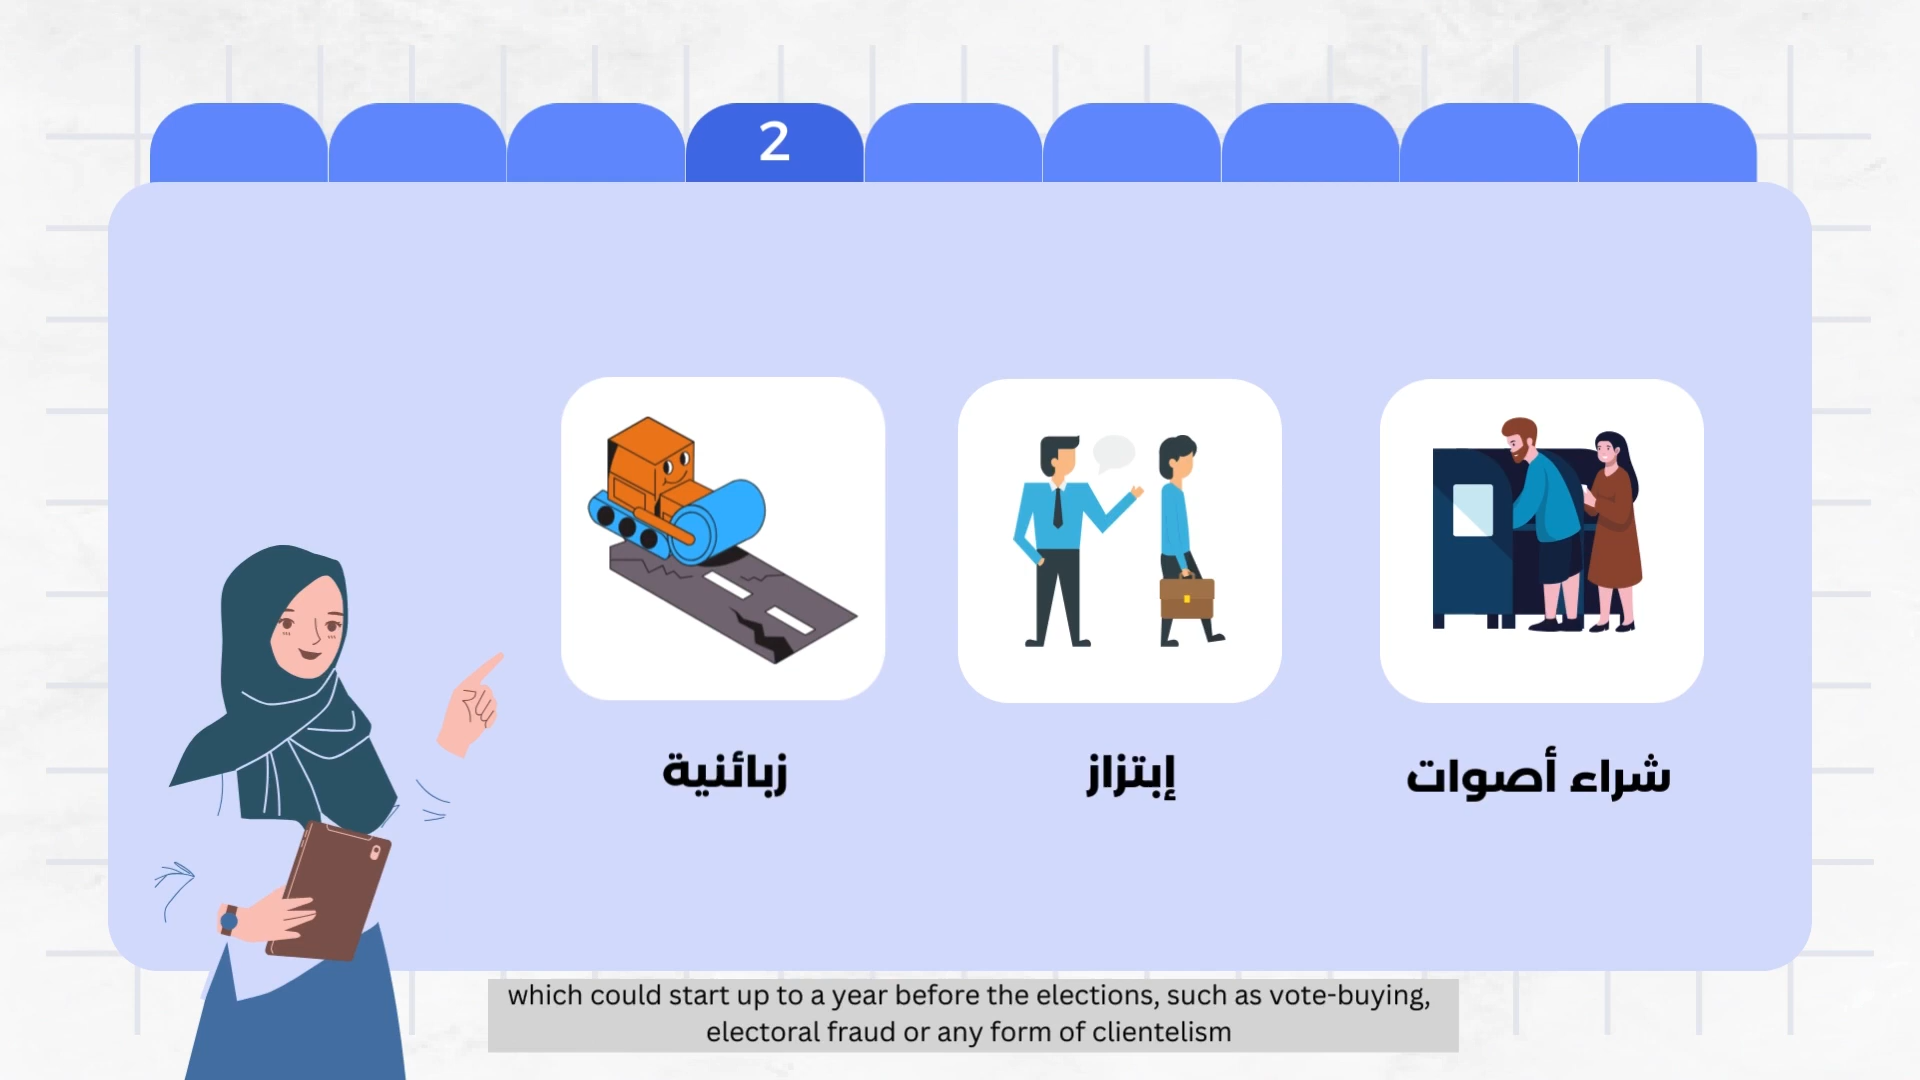 2
شراء أصوات
إبتزاز
زبائنية
which could start up to a year before the elections, such as vote-buying,
electoral fraud or any form of clientelism